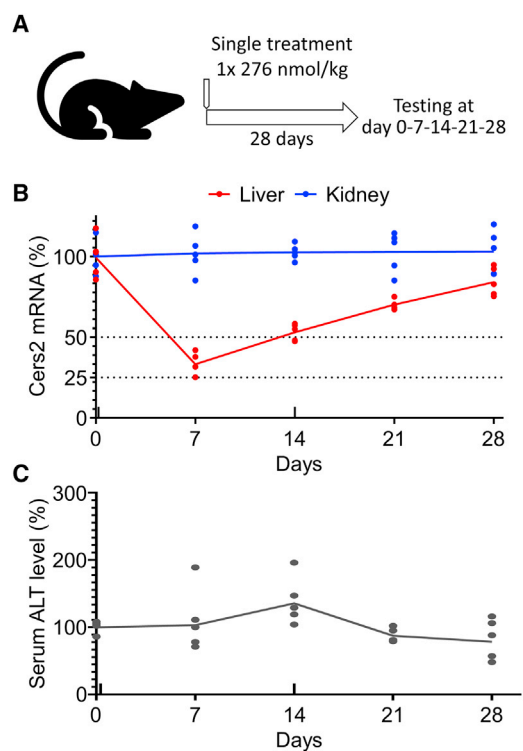 A
Single treatment
1x 276 nmol/kg
28 days
Testing at
day 0-7-14-21-28
B
Liver Kidney
Cers2 mRNA (%)
100
50
25
0
0 7 14 21 28
Days
C
Serum ALT level (%)
300
200
100
0
0 7 14 21 28
Days